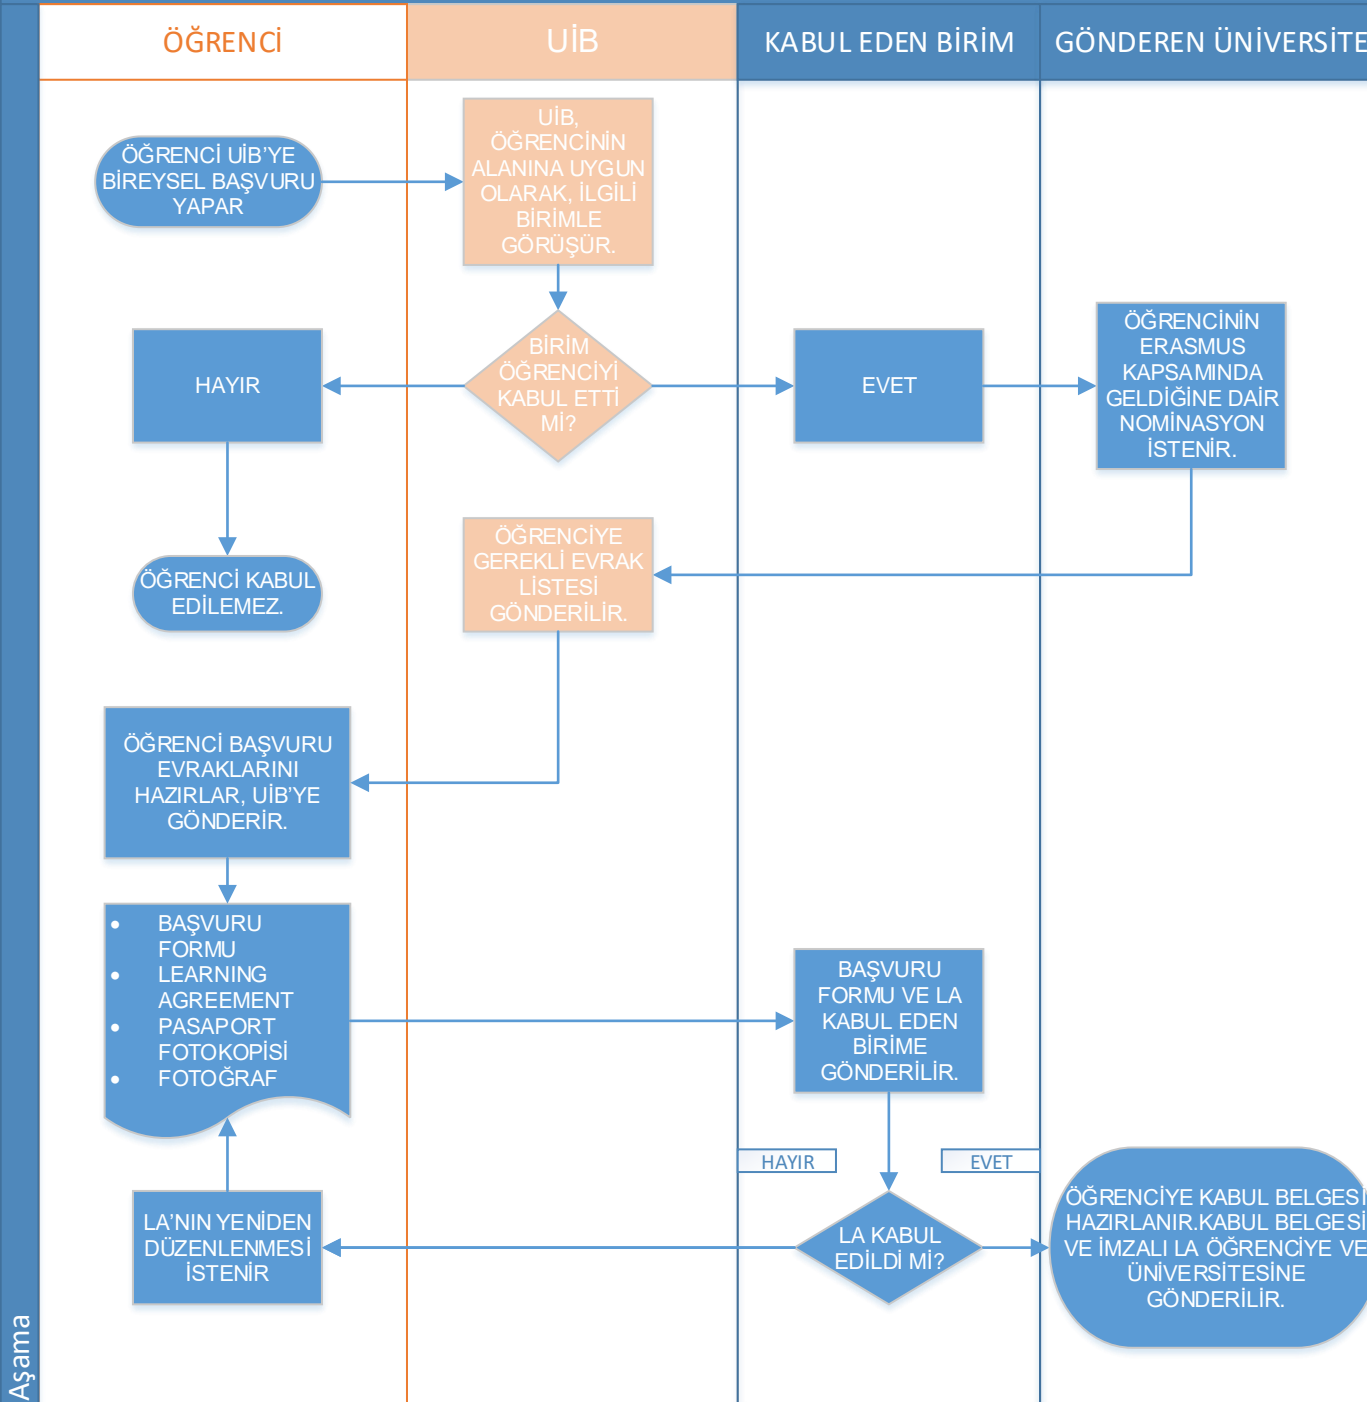 ÖĞRENCİ
UİB
KABUL EDEN BİRİM
GÖNDEREN ÜNİVERSİTE
ÖĞRENCİ UİB’YE
BİREYSEL BAŞVURU
YAPAR
UİB,
ÖĞRENCİNİN
ALANINA UYGUN
OLARAK, İLGİLİ
BİRİMLE
GÖRÜŞÜR.
HAYIR
BİRİM
ÖĞRENCİYİ
KABUL ETTİ
Mİ?
EVET
ÖĞRENCİNİN
ERASMUS
KAPSAMINDA
GELDİĞİNE DAİR
NOMİNASYON
İSTENİR.
ÖĞRENCİ KABUL
EDİLEMEZ.
ÖĞRENCİYE
GEREKLİ EVRAK
LİSTESİ
GÖNDERİLİR.
ÖĞRENCİ BAŞVURU
EVRAKLARINI
HAZIRLAR, UİB’YE
GÖNDERİR.
• BAŞVURU
FORMU
• LEARNING
AGREEMENT
• PASAPORT
FOTOKOPİSİ
• FOTOĞRAF
BAŞVURU
FORMU VE LA
KABUL EDEN
BİRİME
GÖNDERİLİR.
HAYIR
EVET
LA’NIN YENİDEN
DÜZENLENMESİ
İSTENİR
LA KABUL
EDİLDİ Mİ?
ÖĞRENCİYE KABUL BELGESİ
HAZIRLANIR.KABUL BELGESİ
VE İMZALI LA ÖĞRENCİYE VE
ÜNİVERSİTESİNE
GÖNDERİLİR.
Aşama